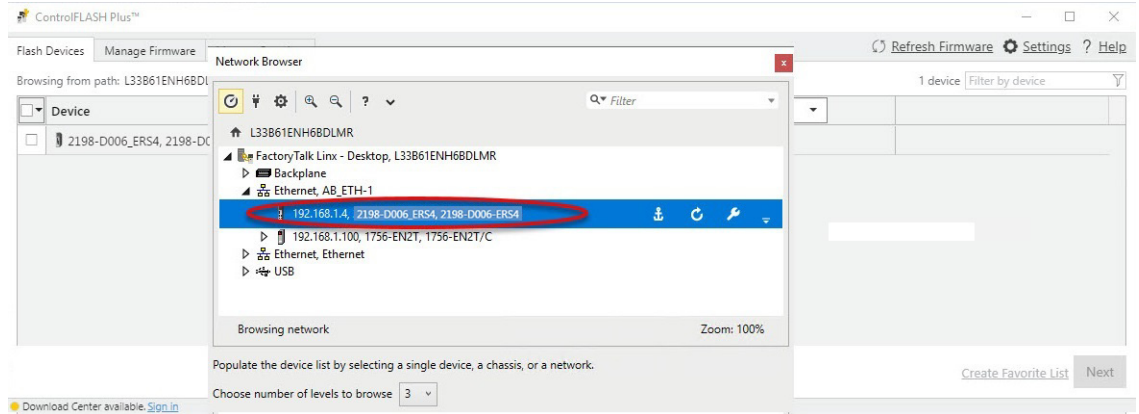 ControlFLASH Plus™
Flash Devices Manage Firmware
Refresh Firmware Settings ? Help
Network Browser
Browsing from path: L33B61ENH6BDL
1 device Filter by device
Device
? Filter
2198-D006_ERS4, 2198-D0
L33B61ENH6BDLMR
FactoryTalk Linx - Desktop, L33B61ENH6BDLMR
Backplane
Ethernet, AB_ETH-1
192.168.1.4, 2198-D006_ERS4, 2198-D006-ERS4
192.168.1.100, 1756-EN2T, 1756-EN2T/C
Ethernet, Ethernet
USB
Browsing network Zoom: 100%
Populate the device list by selecting a single device, a chassis, or a network.
Choose number of levels to browse 3
Create Favorite List Next
Download Center available. Sign in